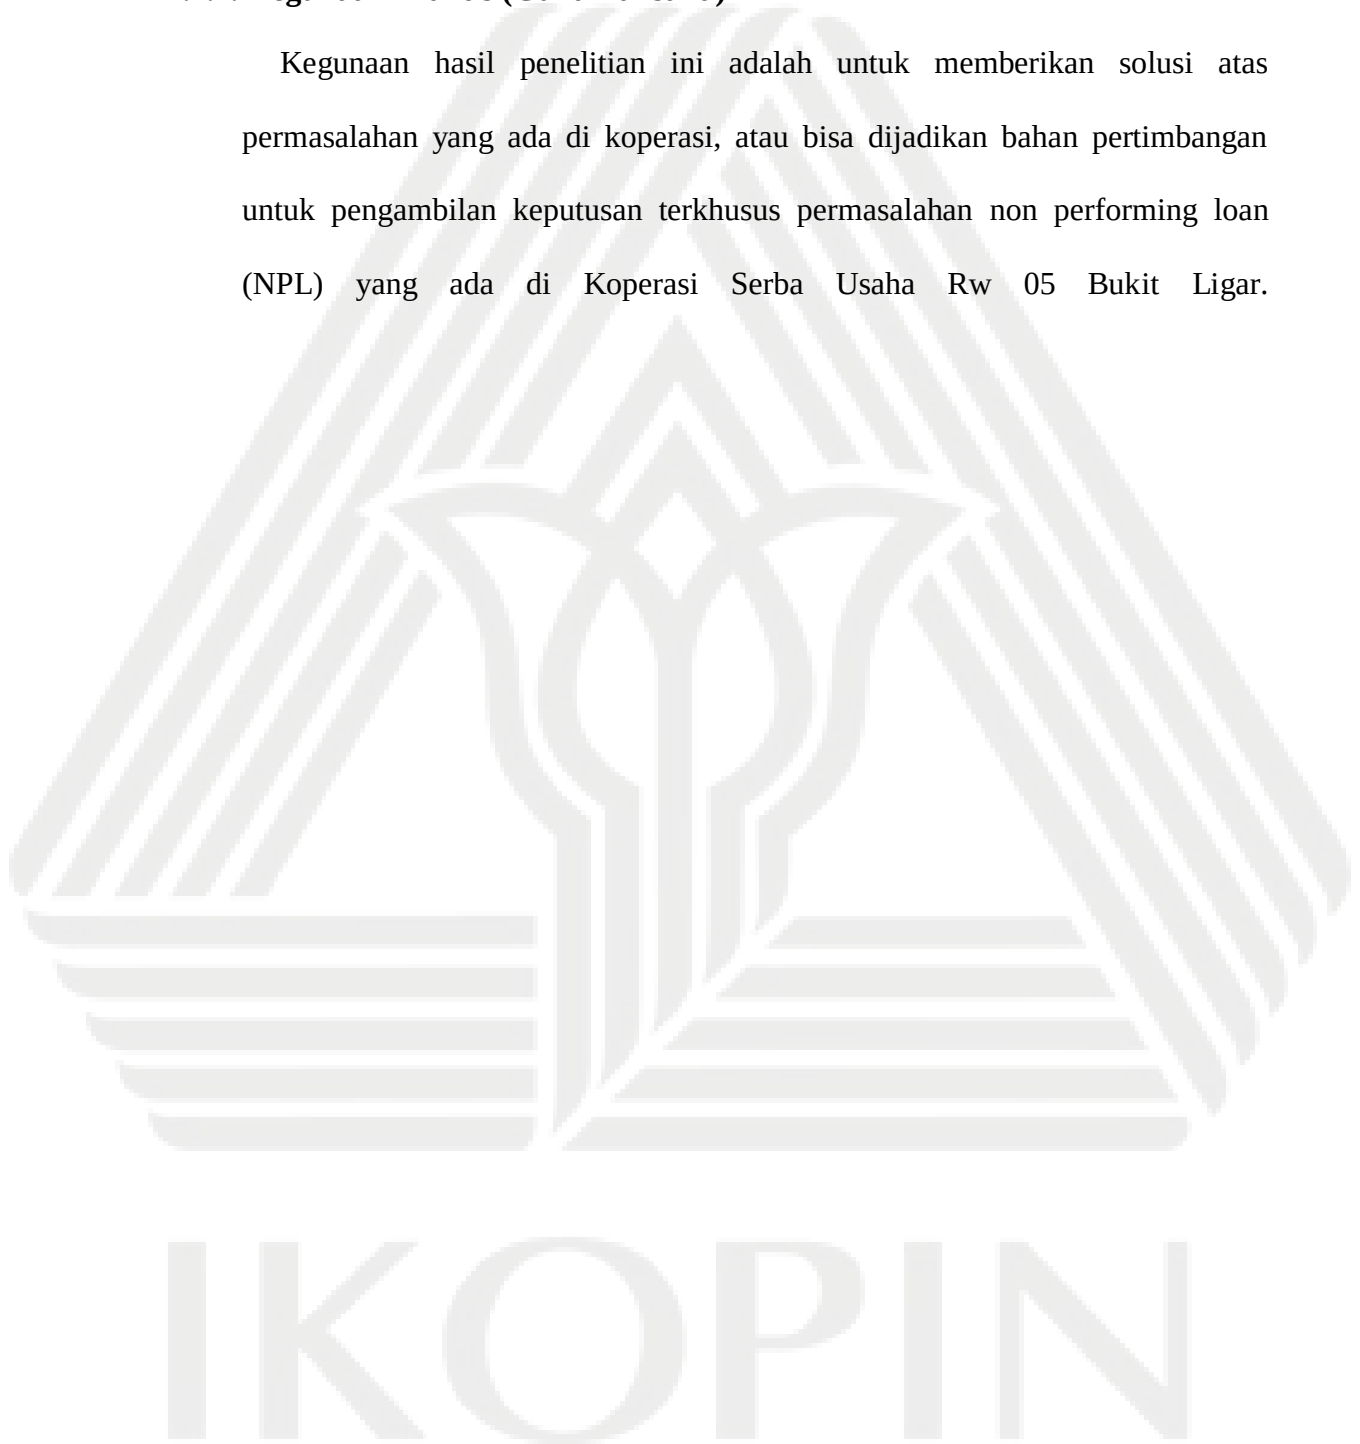 Kegunaan hasil penelitian ini adalah untuk memberikan solusi atas
permasalahan yang ada di koperasi, atau bisa dijadikan bahan pertimbangan
untuk pengambilan keputusan terkhusus permasalahan non performing loan
(NPL) yang ada di Koperasi Serba Usaha Rw 05 Bukit Ligar.
IKOPIN